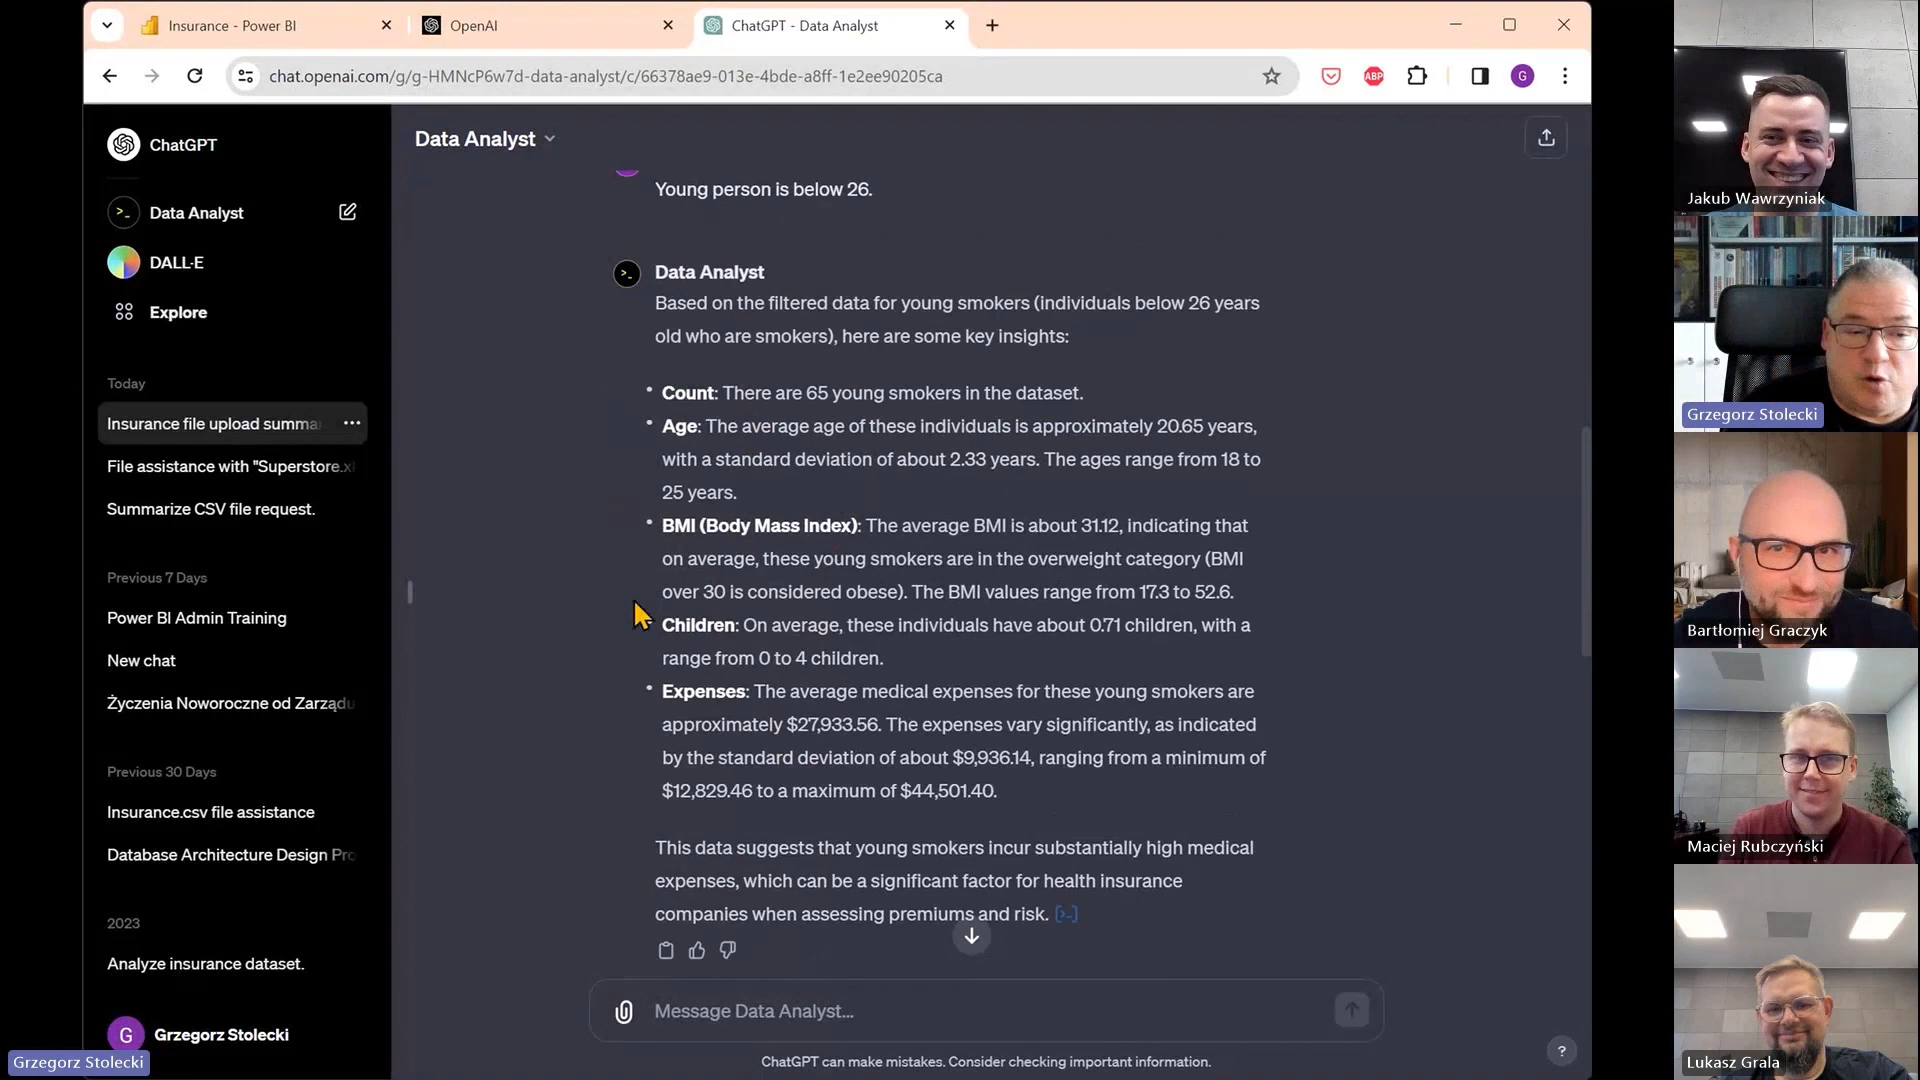 Insurance - Power BI
OpenAI
ChatGPT - Data Analyst
chat.openai.com/g/g-HMNcP6w7d-data-analyst/c/66378ae9-013e-4bde-a8ff-1e2ee90205ca
ABP
G
ChatGPT
Data Analyst
DALL·E
Explore
Today
Insurance file upload summa
File assistance with "Superstore.x
Summarize CSV file request.
Previous 7 Days
Power BI Admin Training
New chat
Życzenia Noworoczne od Zarządu
Previous 30 Days
Insurance.csv file assistance
Database Architecture Design Pro
2023
Analyze insurance dataset.
G
Grzegorz Stolecki
Grzegorz Stolecki
Data Analyst
Young person is below 26.
Data Analyst
Based on the filtered data for young smokers (individuals below 26 years
old who are smokers), here are some key insights:
• Count: There are 65 young smokers in the dataset.
• Age: The average age of these individuals is approximately 20.65 years,
with a standard deviation of about 2.33 years. The ages range from 18 to
25 years.
• BMI (Body Mass Index): The average BMI is about 31.12, indicating that
on average, these young smokers are in the overweight category (BMI
over 30 is considered obese). The BMI values range from 17.3 to 52.6.
Children: On average, these individuals have about 0.71 children, with a
range from 0 to 4 children.
• Expenses: The average medical expenses for these young smokers are
approximately $27,933.56. The expenses vary significantly, as indicated
by the standard deviation of about $9,936.14, ranging from a minimum of
$12,829.46 to a maximum of $44,501.40.
This data suggests that young smokers incur substantially high medical
expenses, which can be a significant factor for health insurance
companies when assessing premiums and risk. [>-]
Message Data Analyst...
ChatGPT can make mistakes. Consider checking important information.
?
Jakub Wawrzyniak
Grzegorz Stolecki
Bartłomiej Graczyk
Maciej Rubczyński
Lukasz Grala